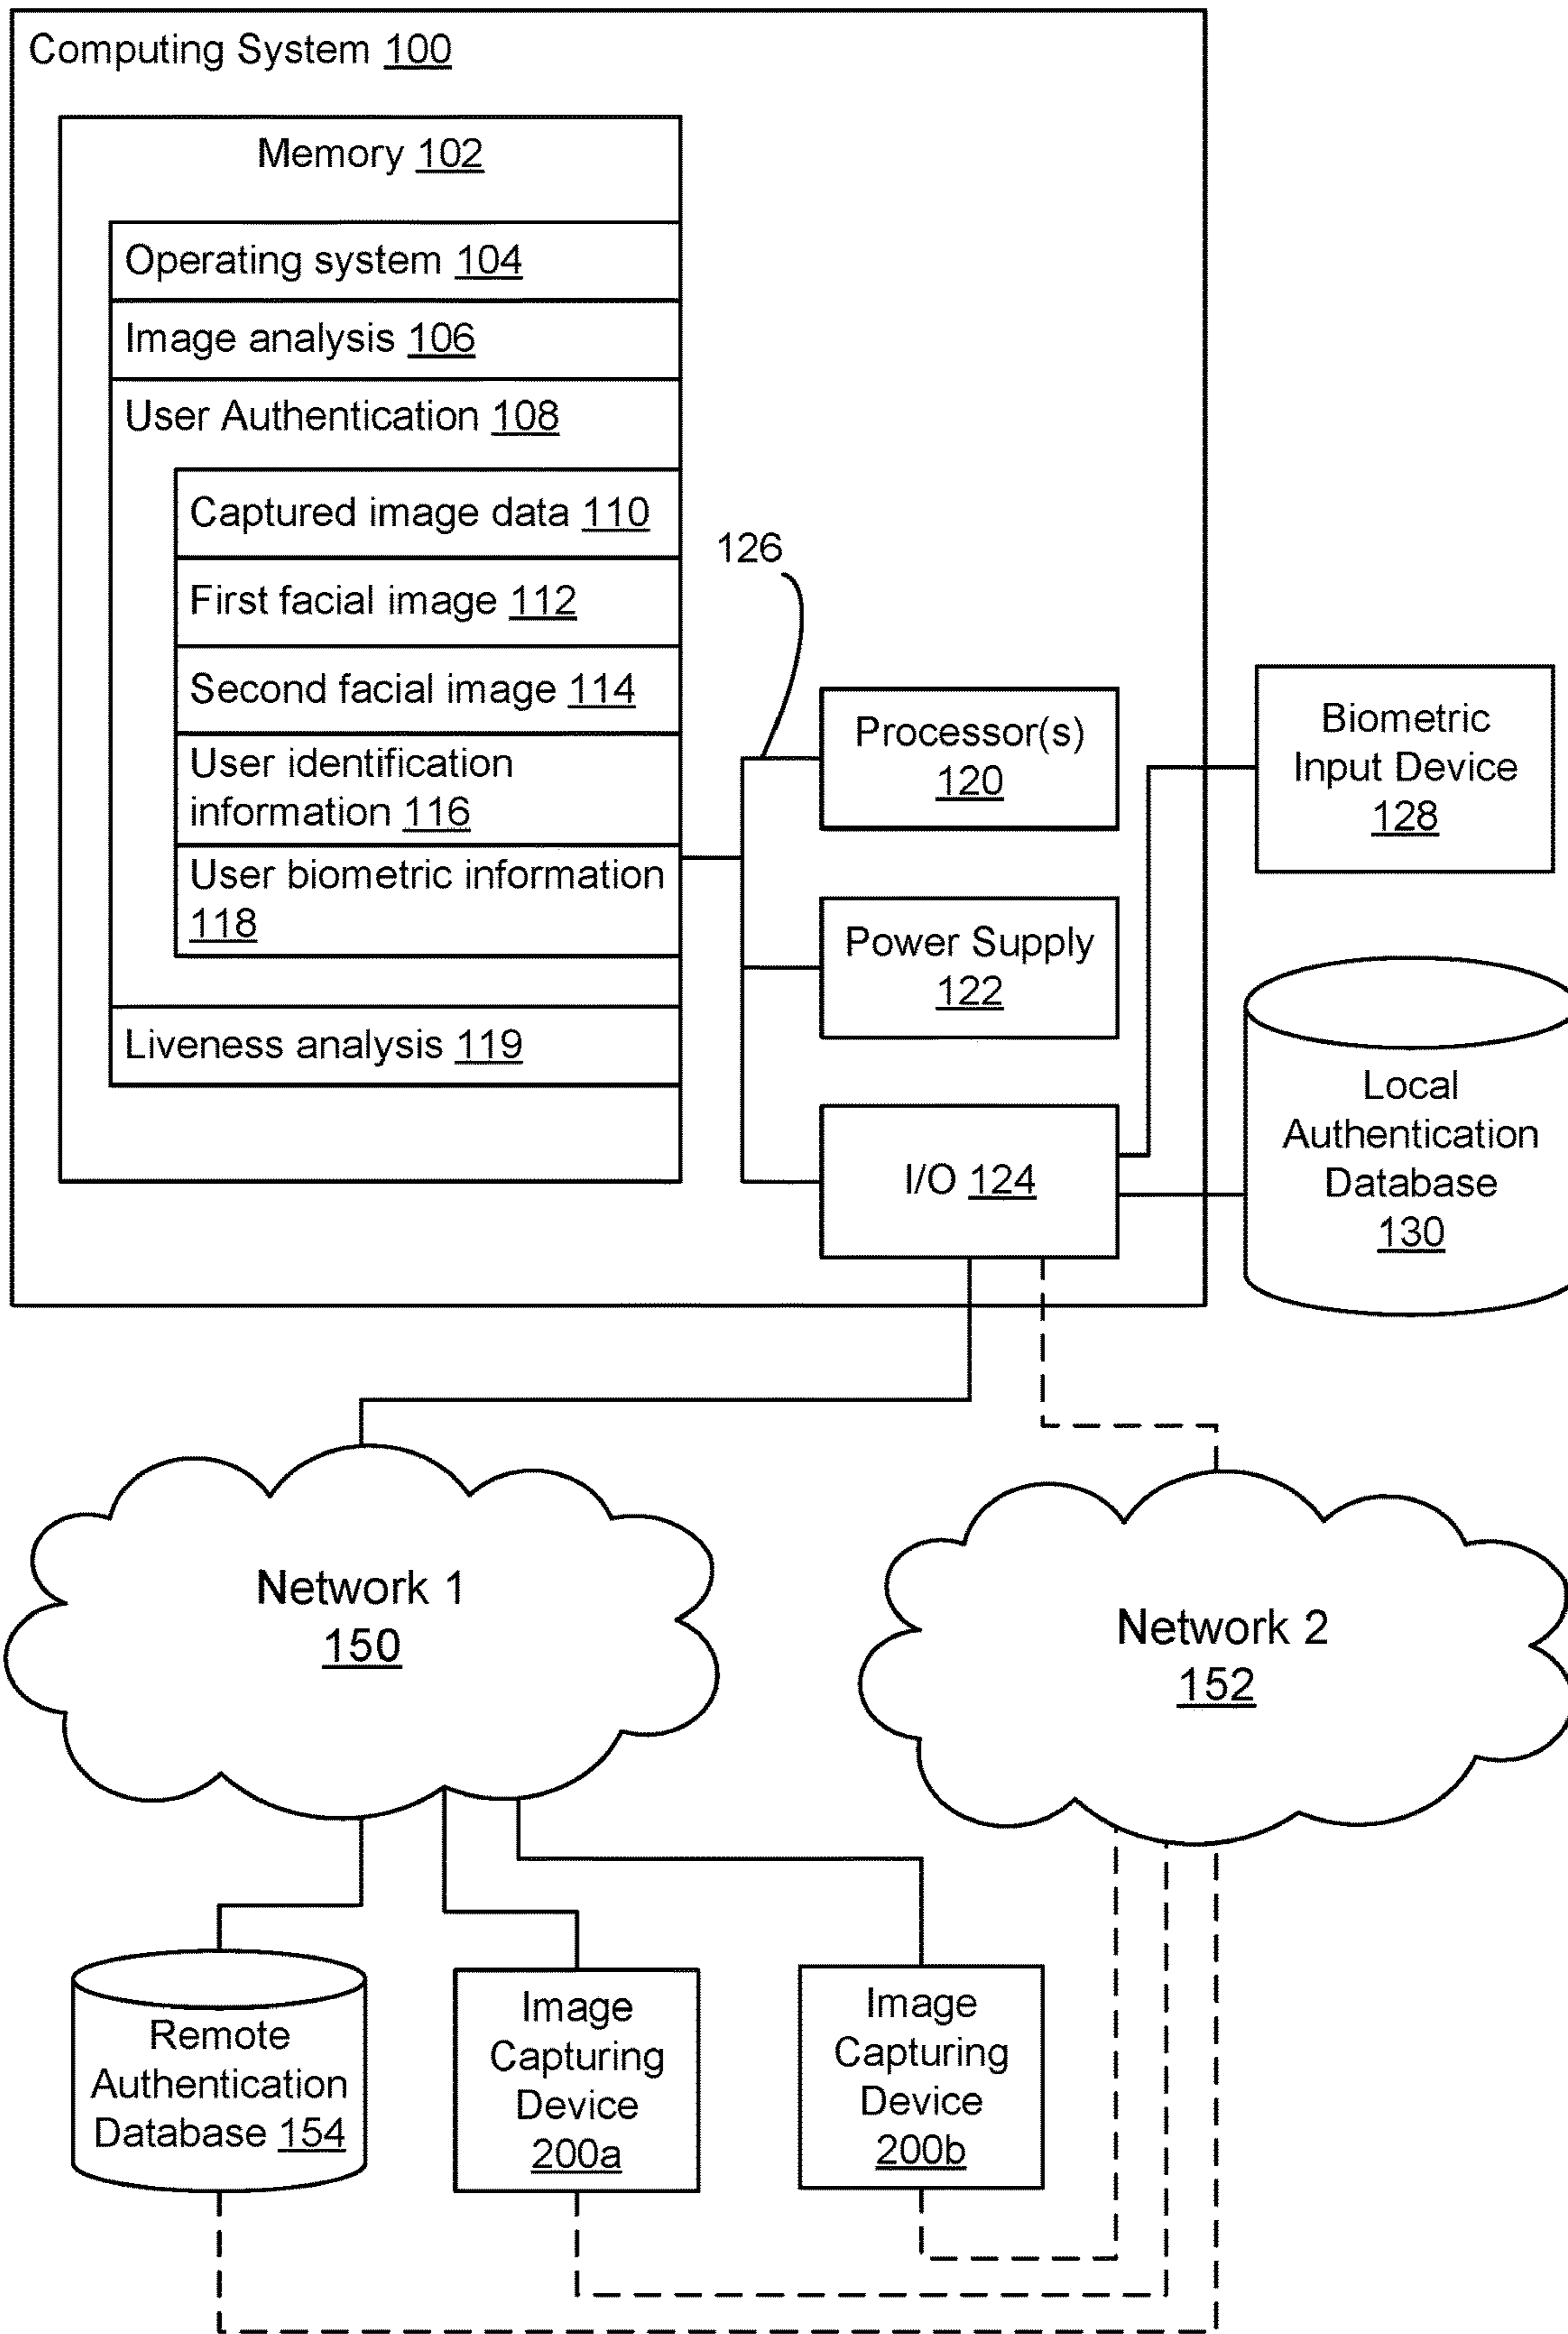 Computing System 100
Memory 102
Operating system 104
Image analysis 106
User Authentication 108
Captured image data 110
First facial image 112
Second facial image 114
User identification
information 116
User biometric information
118
Liveness analysis 119
126
Processor(s)
120
Power Supply
122
I/O 124
Biometric
Input Device
128
Local
Authentication
Database
130
Network 1
150
Network 2
152
Remote
Authentication
Database 154
Image
Capturing
Device
200a
Image
Capturing
Device
200b